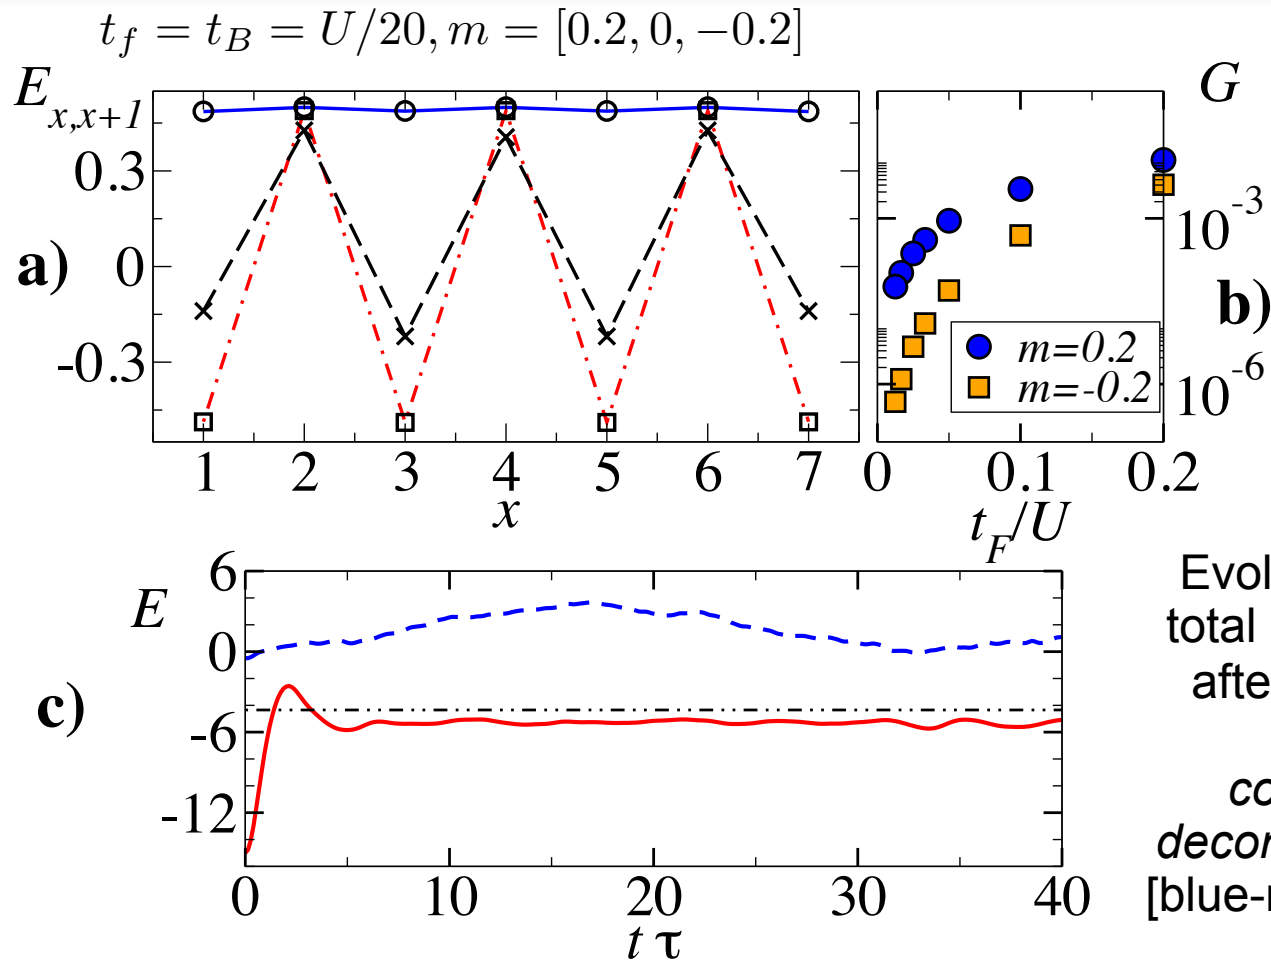 t_f = t_B = U/20, m = [0.2, 0, −0.2]
E_{x,x+1}
0.3
0
-0.3
a)
1 2 3 4 5 6 7
x
G
10^{-3}
10^{-6}
b)
m=0.2
m=-0.2
0 0.1 0.2
t_F/U
6
E
0
-6
-12
c)
0 10 20 30 40
t τ
Evol
total
afte
co
decor
[blue-r